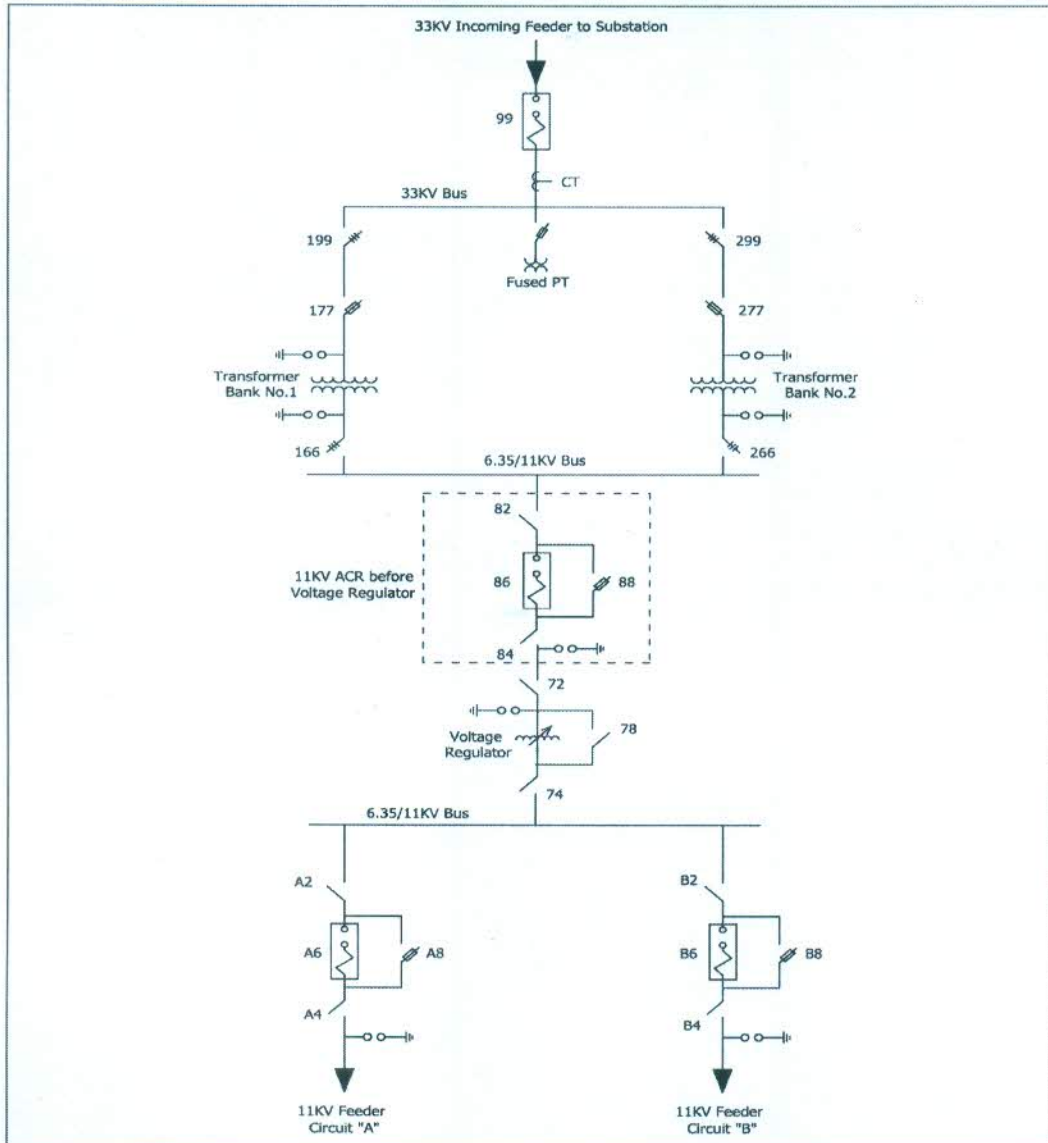 33KV Incoming Feeder to Substation
99
CT
33KV Bus
199
299
Fused PT
177
277
Transformer
Bank No.1
Transformer
Bank No.2
166
266
6.35/11KV Bus
82
11KV ACR before
Voltage Regulator
86
88
84
72
Voltage
Regulator
78
74
6.35/11KV Bus
A2
B2
A6
A8
B6
B8
A4
B4
11KV Feeder
Circuit "A"
11KV Feeder
Circuit "B"